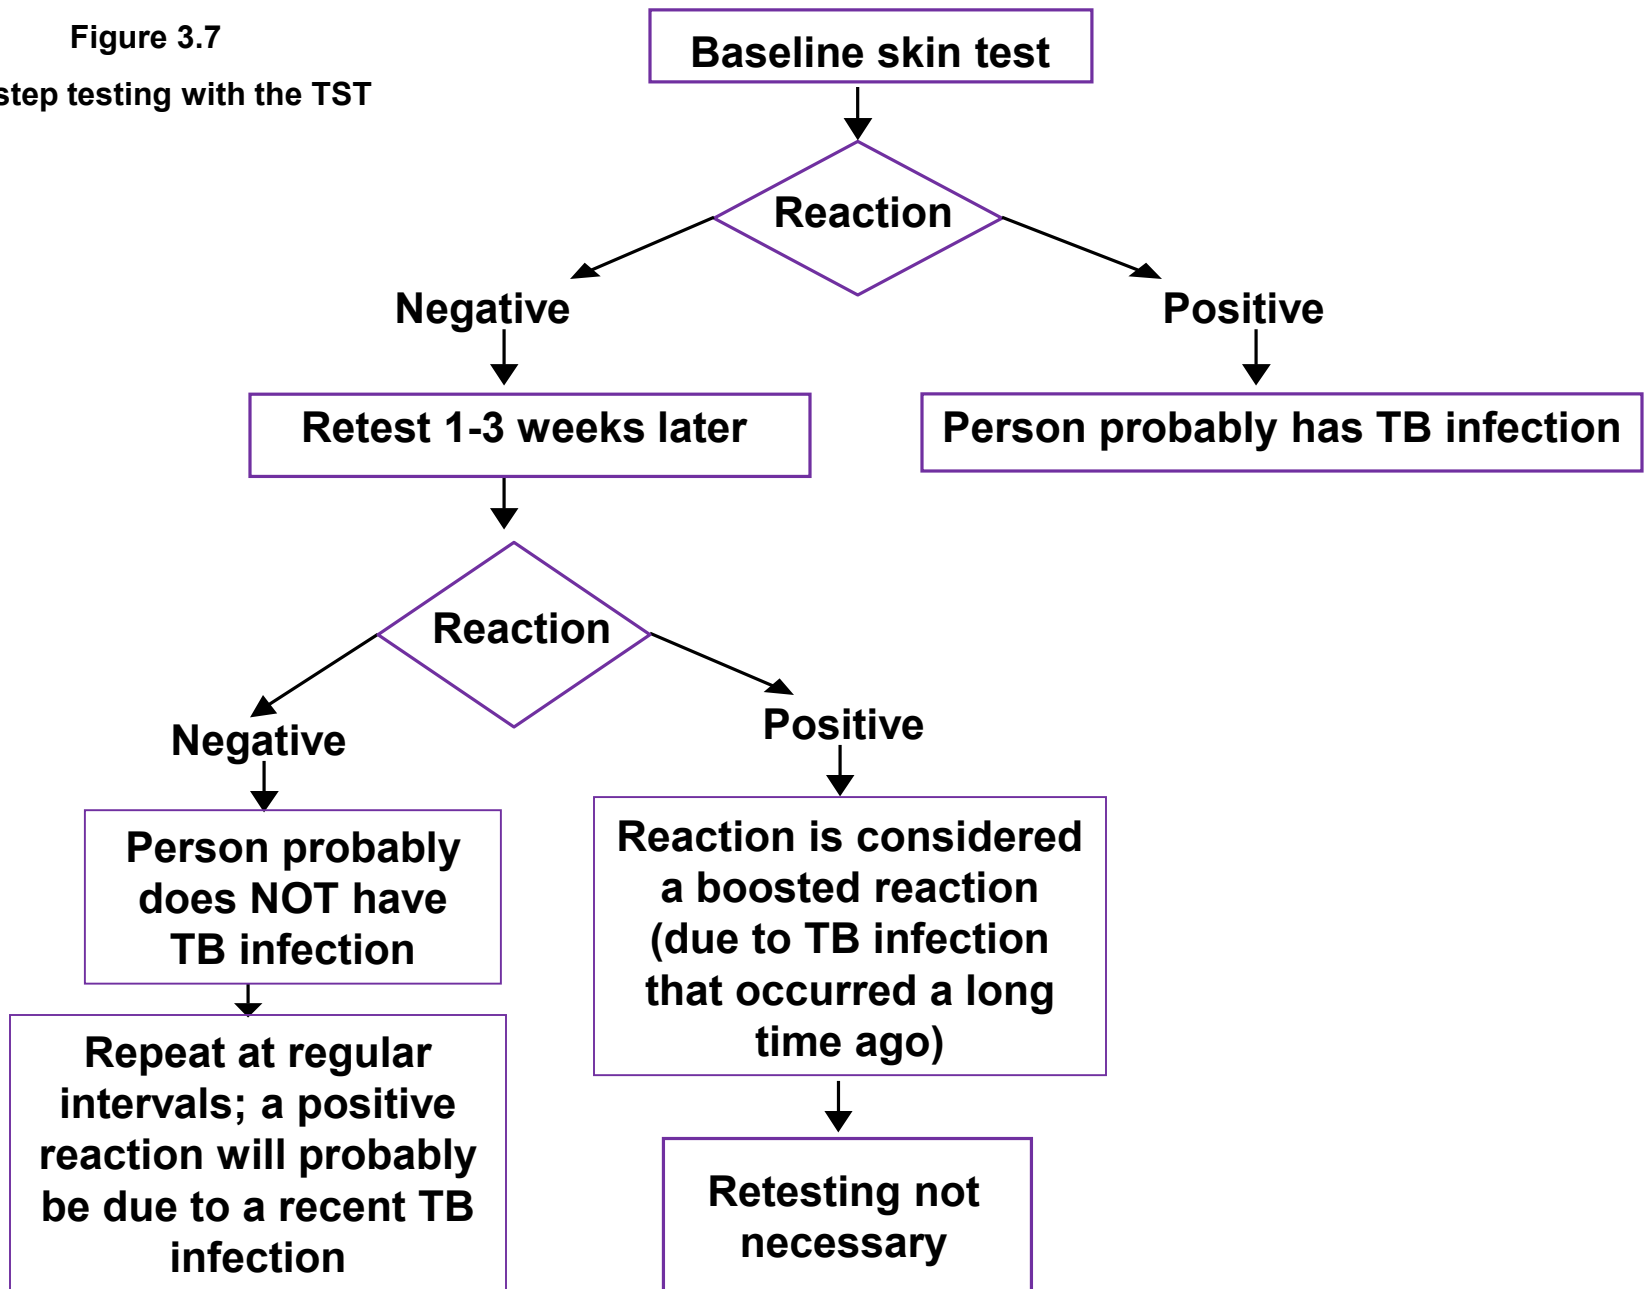 Figure 3.7
step testing with the TST
Baseline skin test
Reaction
Negative
Positive
Retest 1-3 weeks later
Person probably has TB infection
Reaction
Negative
Positive
Person probably
does NOT have
TB infection
Reaction is considered
a boosted reaction
(due to TB infection
that occurred a long
time ago)
Repeat at regular
intervals; a positive
reaction will probably
be due to a recent TB
infection
Retesting not
necessary